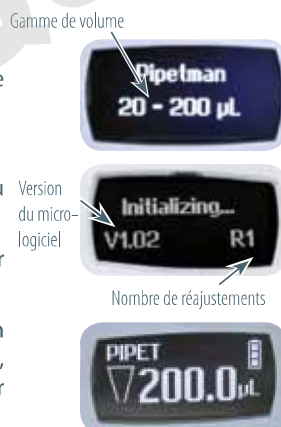 Gamme de volume
Pipetman
20 - 200 µL
Version
du micro-
logiciel
Initializing...
V1.02 R1
Nombre de réajustements
PIPET
200.0µL